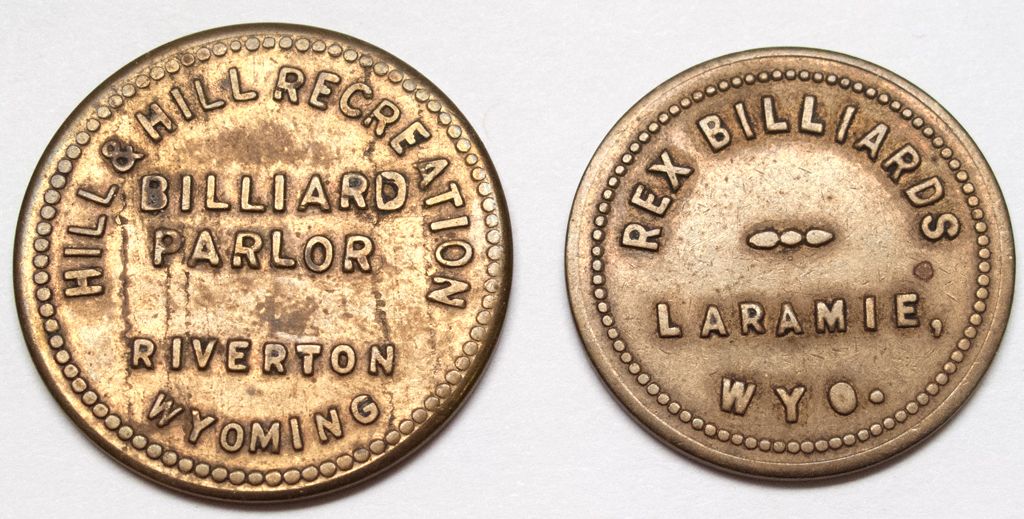 HILL & HILL RECREATION
BILLIARD
PARLOR
RIVERTON
WYOMING
REX BILLIARDS
LARAMIE,
WYO.